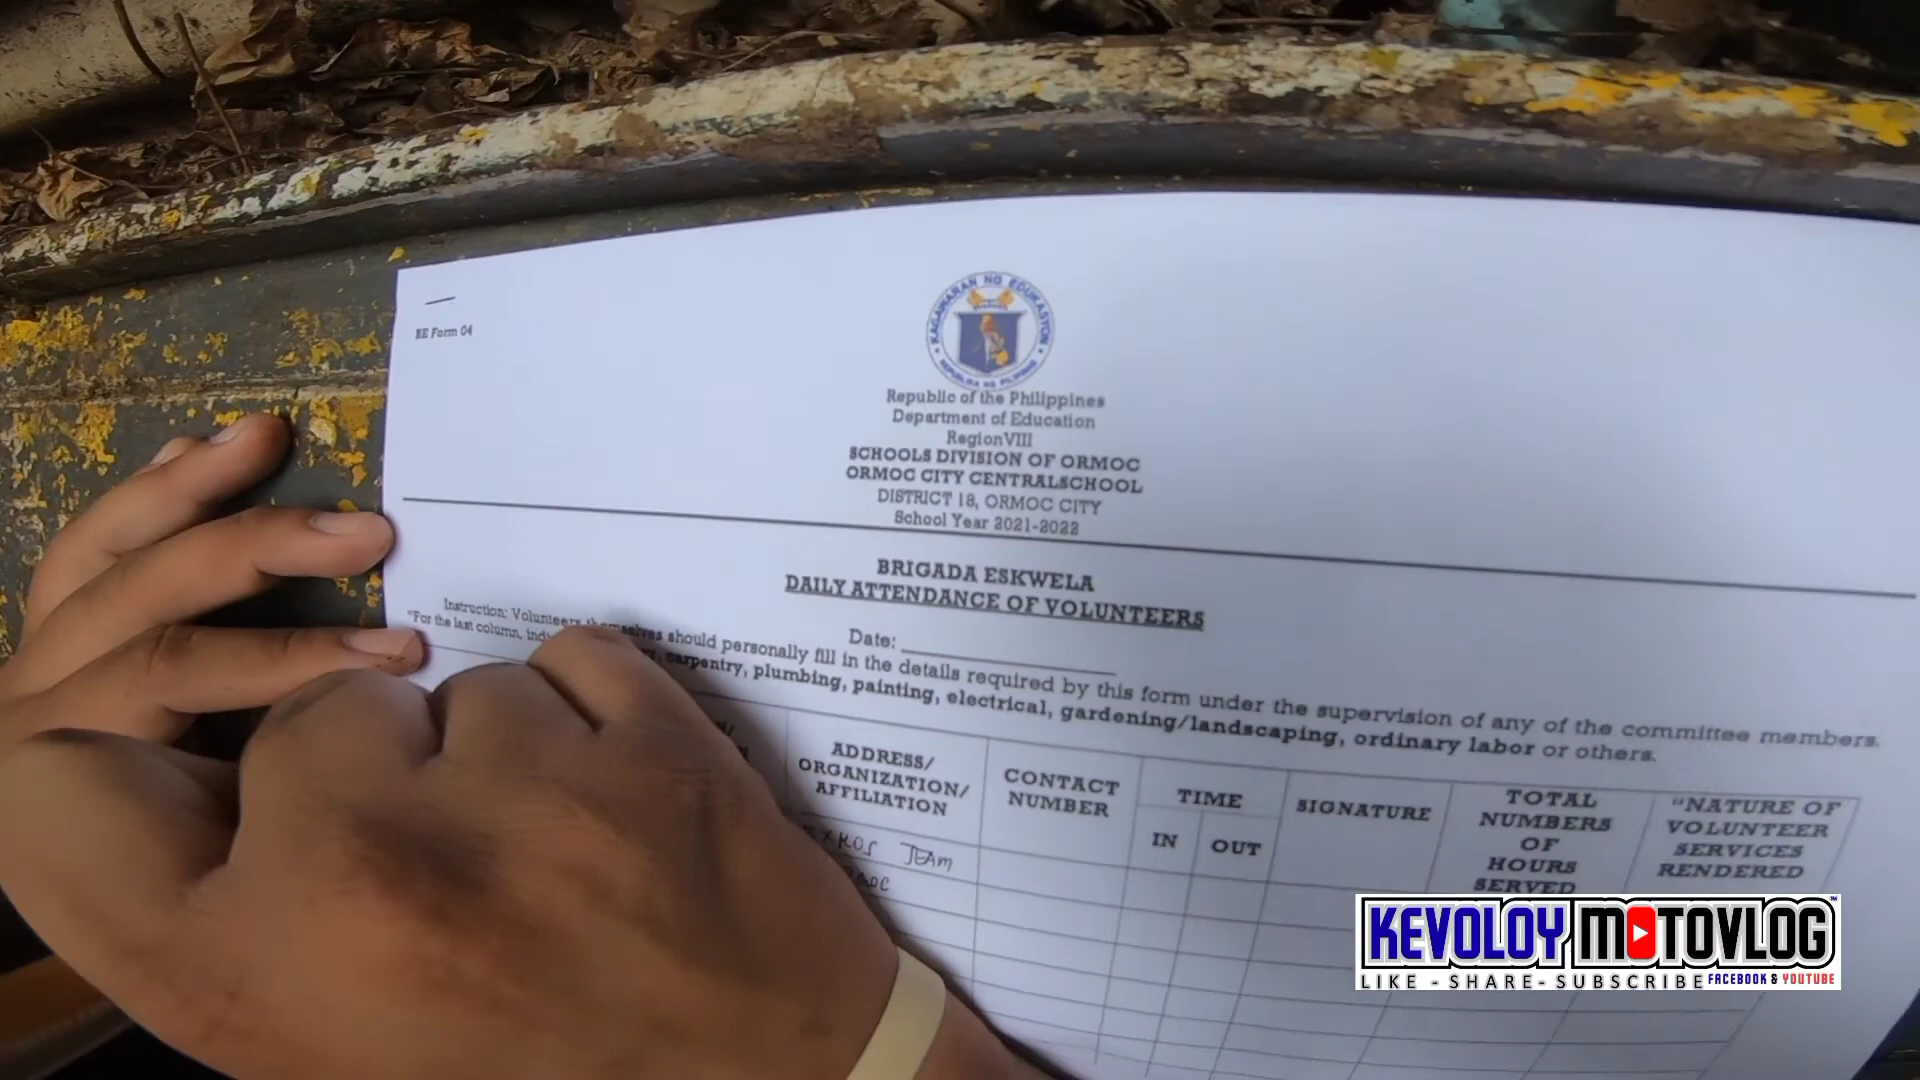 BE Form 04
KAGAWARAN NG EDUKASYON
REPUBLIKA NG PILIPINAS
Republic of the Philippines
Department of Education
RegionVIII
SCHOOLS DIVISION OF ORMOC
ORMOC CITY CENTRALSCHOOL
DISTRICT 18, ORMOC CITY
School Year 2021-2022
BRIGADA ESKWELA
DAILY ATTENDANCE OF VOLUNTEERS
Date:
Instruction: Volunteers themselves should personally fill in the details required by this form under the supervision of any of the committee members.
*For the last column, carpentry, plumbing, painting, electrical, gardening/landscaping, ordinary labor or others.
ADDRESS/
ORGANIZATION/
AFFILIATION
CONTACT
NUMBER
TIME
IN OUT
SIGNATURE
TOTAL
NUMBERS
OF
HOURS
SERVED
"NATURE OF
VOLUNTEER
SERVICES
RENDERED
TEAM
KEVOLOY MOTOVLOG
LIKE - SHARE- SUBSCRIBE FACEBOOK & YOUTUBE